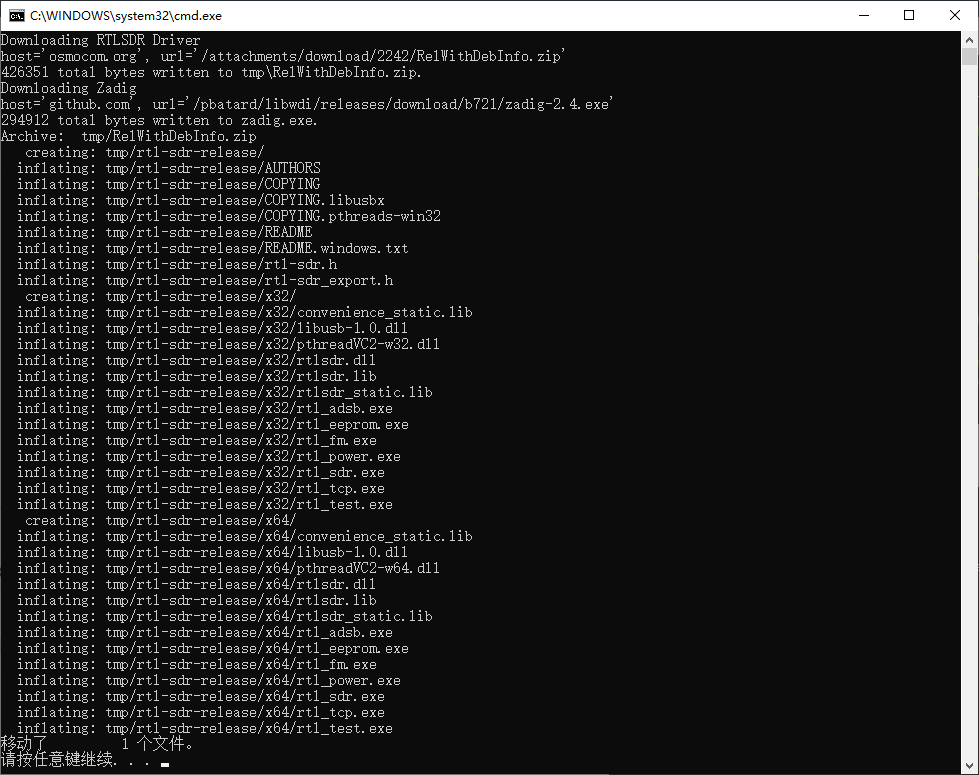 C:\WINDOWS\system32\cmd.exe
Downloading RTLSDR Driver
host='osmocom.org', url='/attachments/download/2242/RelWithDebInfo.zip'
426351 total bytes written to tmp\RelWithDebInfo.zip.
Downloading Zadig
host='github.com', url='/pbatard/libwdi/releases/download/b721/zadig-2.4.exe'
294912 total bytes written to zadig.exe.
Archive:  tmp/RelWithDebInfo.zip
   creating: tmp/rtl-sdr-release/
  inflating: tmp/rtl-sdr-release/AUTHORS
  inflating: tmp/rtl-sdr-release/COPYING
  inflating: tmp/rtl-sdr-release/COPYING.libusbx
  inflating: tmp/rtl-sdr-release/COPYING.pthreads-win32
  inflating: tmp/rtl-sdr-release/README
  inflating: tmp/rtl-sdr-release/README.windows.txt
  inflating: tmp/rtl-sdr-release/rtl-sdr.h
  inflating: tmp/rtl-sdr-release/rtl-sdr_export.h
   creating: tmp/rtl-sdr-release/x32/
  inflating: tmp/rtl-sdr-release/x32/convenience_static.lib
  inflating: tmp/rtl-sdr-release/x32/libusb-1.0.dll
  inflating: tmp/rtl-sdr-release/x32/pthreadVC2-w32.dll
  inflating: tmp/rtl-sdr-release/x32/rtlsdr.dll
  inflating: tmp/rtl-sdr-release/x32/rtlsdr.lib
  inflating: tmp/rtl-sdr-release/x32/rtlsdr_static.lib
  inflating: tmp/rtl-sdr-release/x32/rtl_adsb.exe
  inflating: tmp/rtl-sdr-release/x32/rtl_eeprom.exe
  inflating: tmp/rtl-sdr-release/x32/rtl_fm.exe
  inflating: tmp/rtl-sdr-release/x32/rtl_power.exe
  inflating: tmp/rtl-sdr-release/x32/rtl_sdr.exe
  inflating: tmp/rtl-sdr-release/x32/rtl_tcp.exe
  inflating: tmp/rtl-sdr-release/x32/rtl_test.exe
   creating: tmp/rtl-sdr-release/x64/
  inflating: tmp/rtl-sdr-release/x64/convenience_static.lib
  inflating: tmp/rtl-sdr-release/x64/libusb-1.0.dll
  inflating: tmp/rtl-sdr-release/x64/pthreadVC2-w64.dll
  inflating: tmp/rtl-sdr-release/x64/rtlsdr.dll
  inflating: tmp/rtl-sdr-release/x64/rtlsdr.lib
  inflating: tmp/rtl-sdr-release/x64/rtlsdr_static.lib
  inflating: tmp/rtl-sdr-release/x64/rtl_adsb.exe
  inflating: tmp/rtl-sdr-release/x64/rtl_eeprom.exe
  inflating: tmp/rtl-sdr-release/x64/rtl_fm.exe
  inflating: tmp/rtl-sdr-release/x64/rtl_power.exe
  inflating: tmp/rtl-sdr-release/x64/rtl_sdr.exe
  inflating: tmp/rtl-sdr-release/x64/rtl_tcp.exe
  inflating: tmp/rtl-sdr-release/x64/rtl_test.exe
移动了         1 个文件。
请按任意键继续. . .